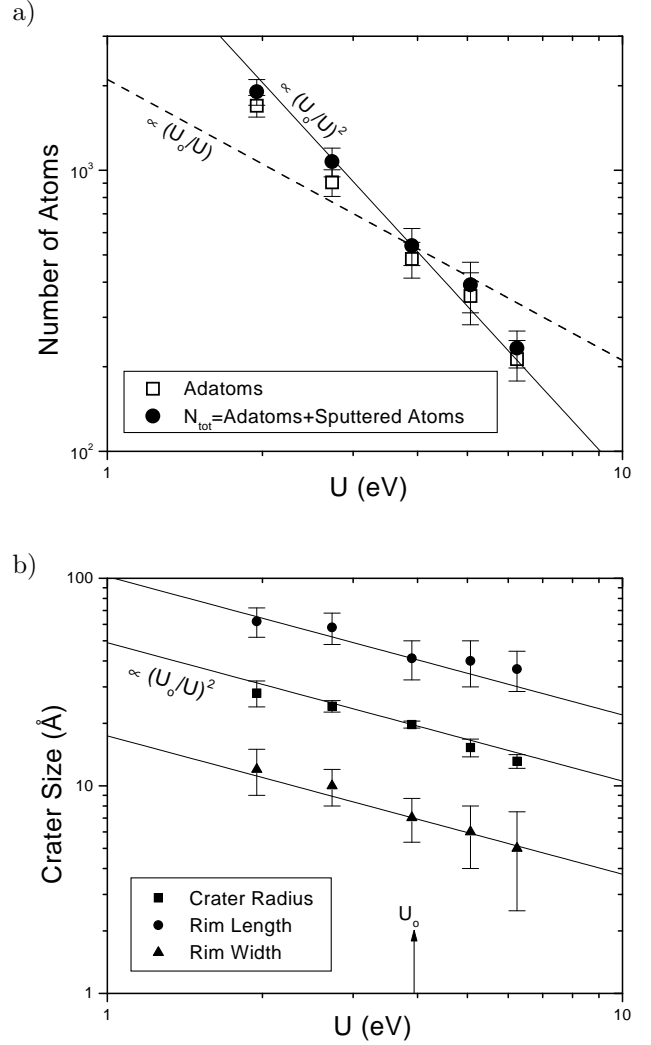 a)
10³
10²
Number of Atoms
∝ (U₀/U)²
∝ (U₀/U)
Adatoms
N_tot=Adatoms+Sputtered Atoms
1
10
U (eV)
b)
100
10
1
Crater Size (Å)
∝ (U₀/U)²
Crater Radius
Rim Length
Rim Width
U₀
1
10
U (eV)